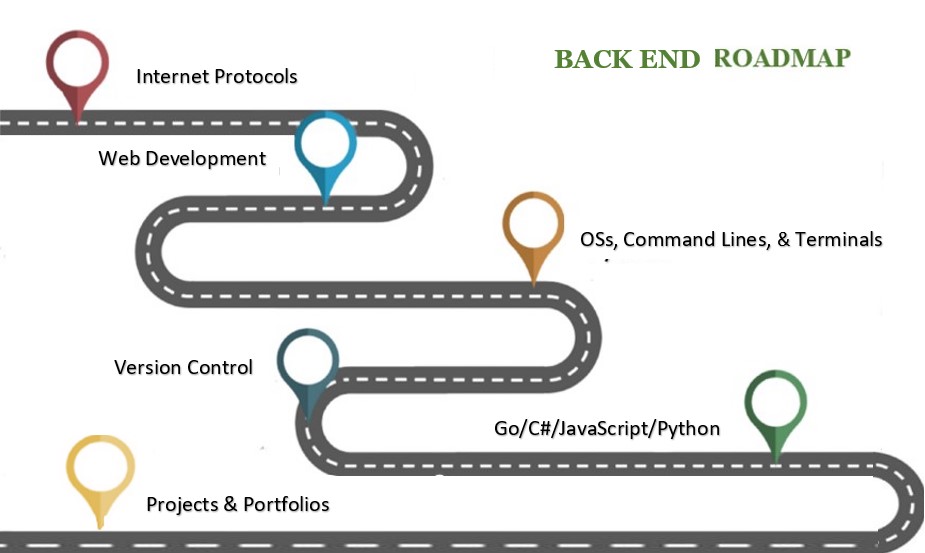 BACK END ROADMAP
Internet Protocols
Web Development
OSs, Command Lines, & Terminals
Version Control
Go/C#/JavaScript/Python
Projects & Portfolios